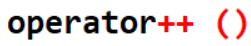 operator++ ()